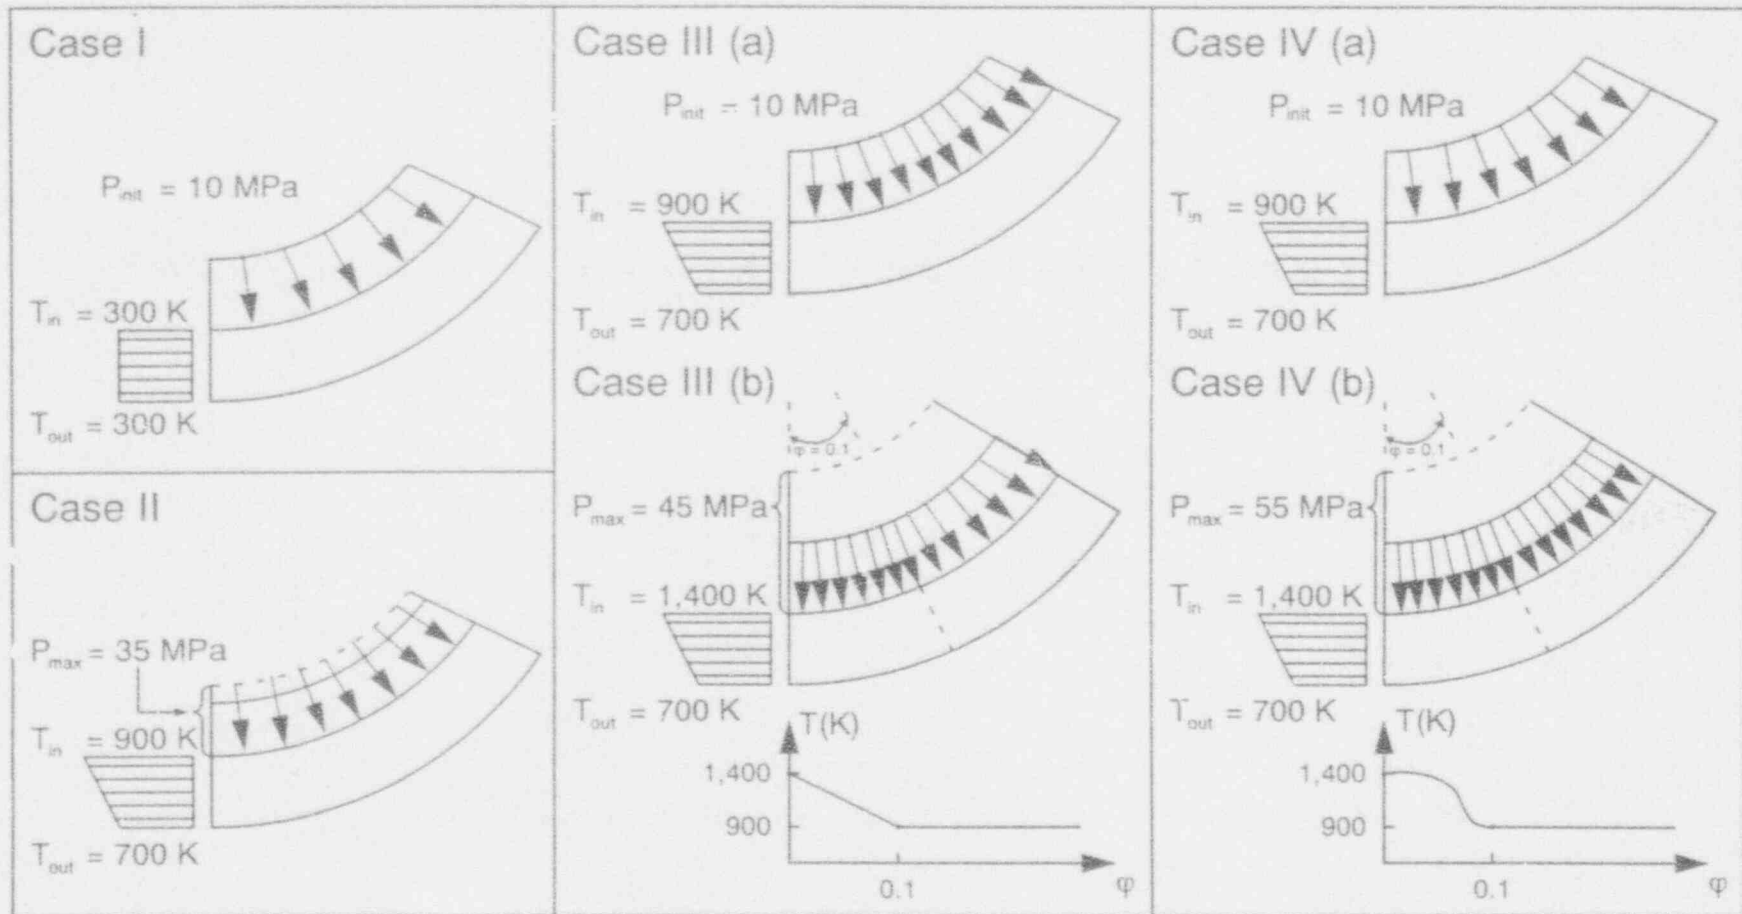 Case I
P_init = 10 MPa
T_in = 300 K
T_out = 300 K
Case II
P_max = 35 MPa
T_in = 900 K
T_out = 700 K
Case III (a)
P_init = 10 MPa
T_in = 900 K
T_out = 700 K
Case III (b)
φ = 0.1
P_max = 45 MPa
T_in = 1,400 K
T_out = 700 K
T(K)
1,400
900
0.1
φ
Case IV (a)
P_init = 10 MPa
T_in = 900 K
T_out = 700 K
Case IV (b)
φ = 0.1
P_max = 55 MPa
T_in = 1,400 K
T_out = 700 K
T(K)
1,400
900
0.1
φ